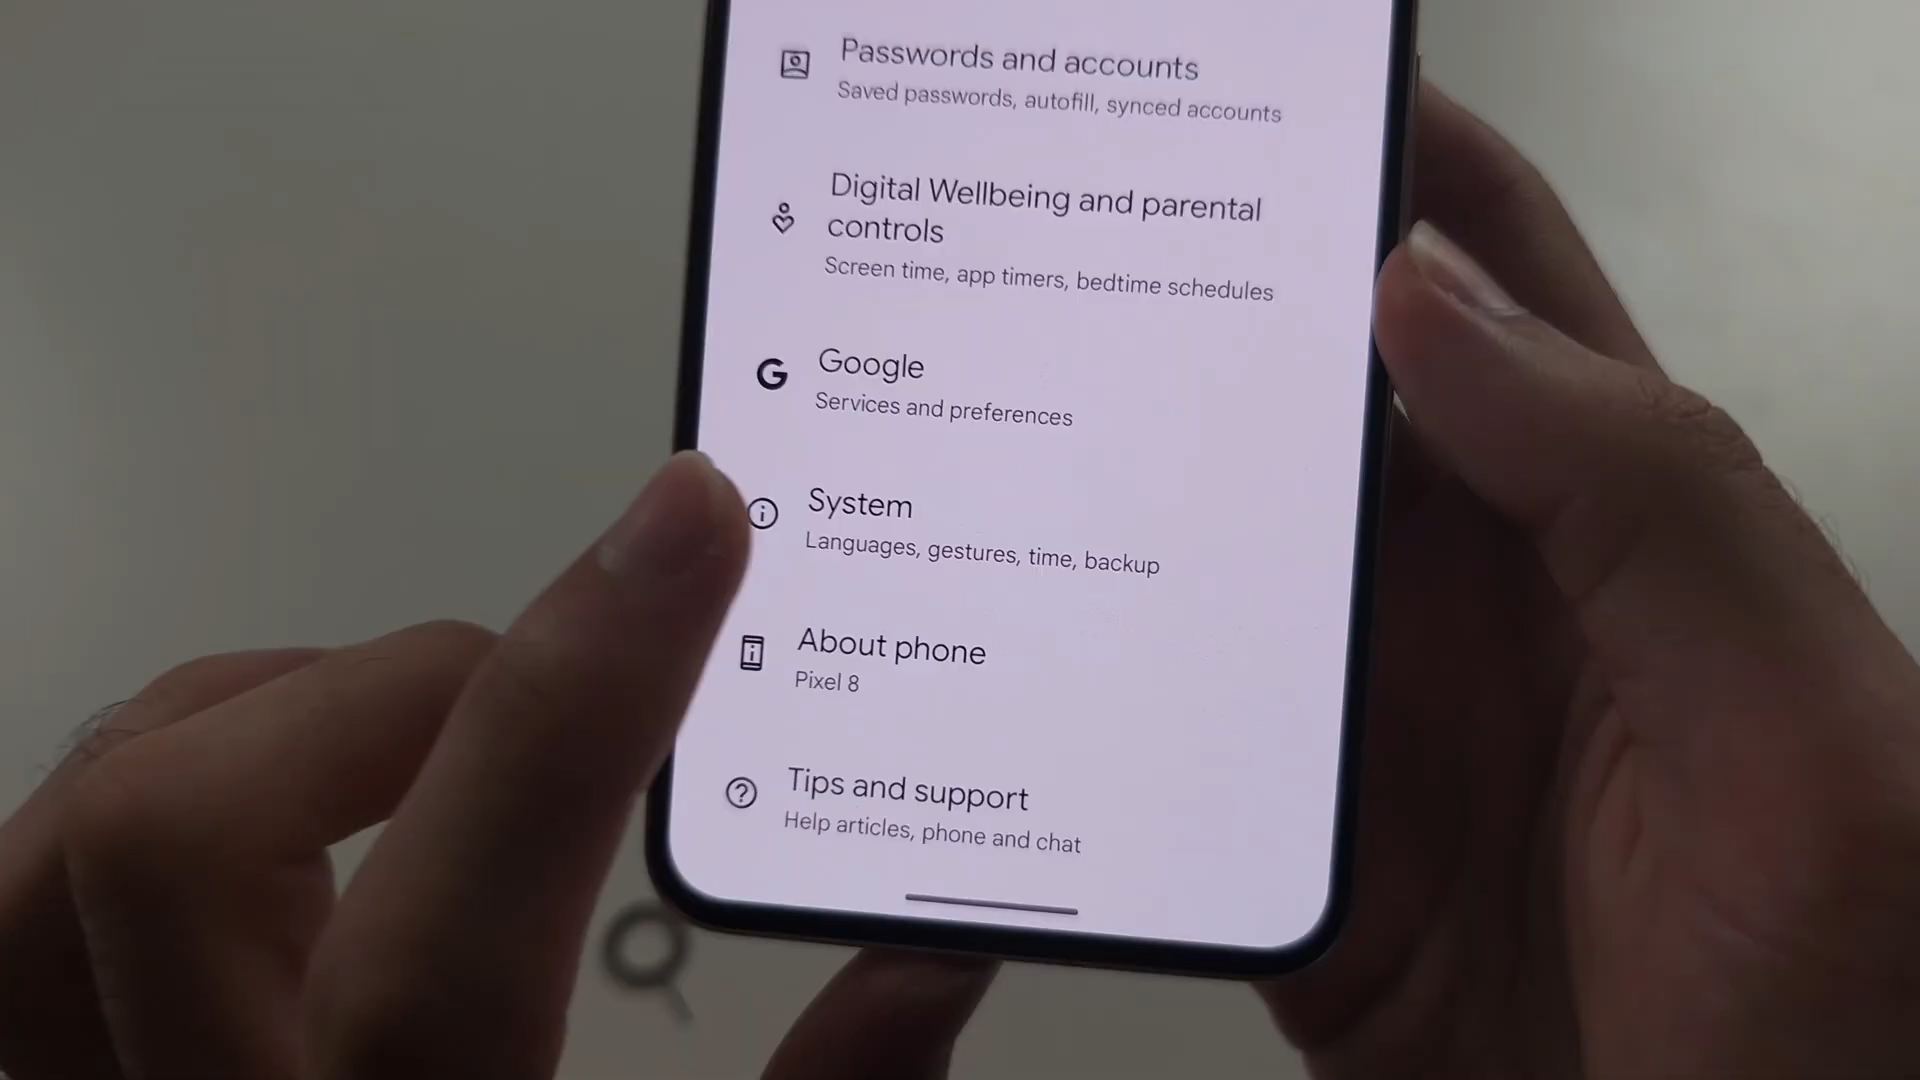 Passwords and accounts
Saved passwords, autofill, synced accounts
Digital Wellbeing and parental
controls
Screen time, app timers, bedtime schedules
Google
Services and preferences
System
Languages, gestures, time, backup
About phone
Pixel 8
Tips and support
Help articles, phone and chat